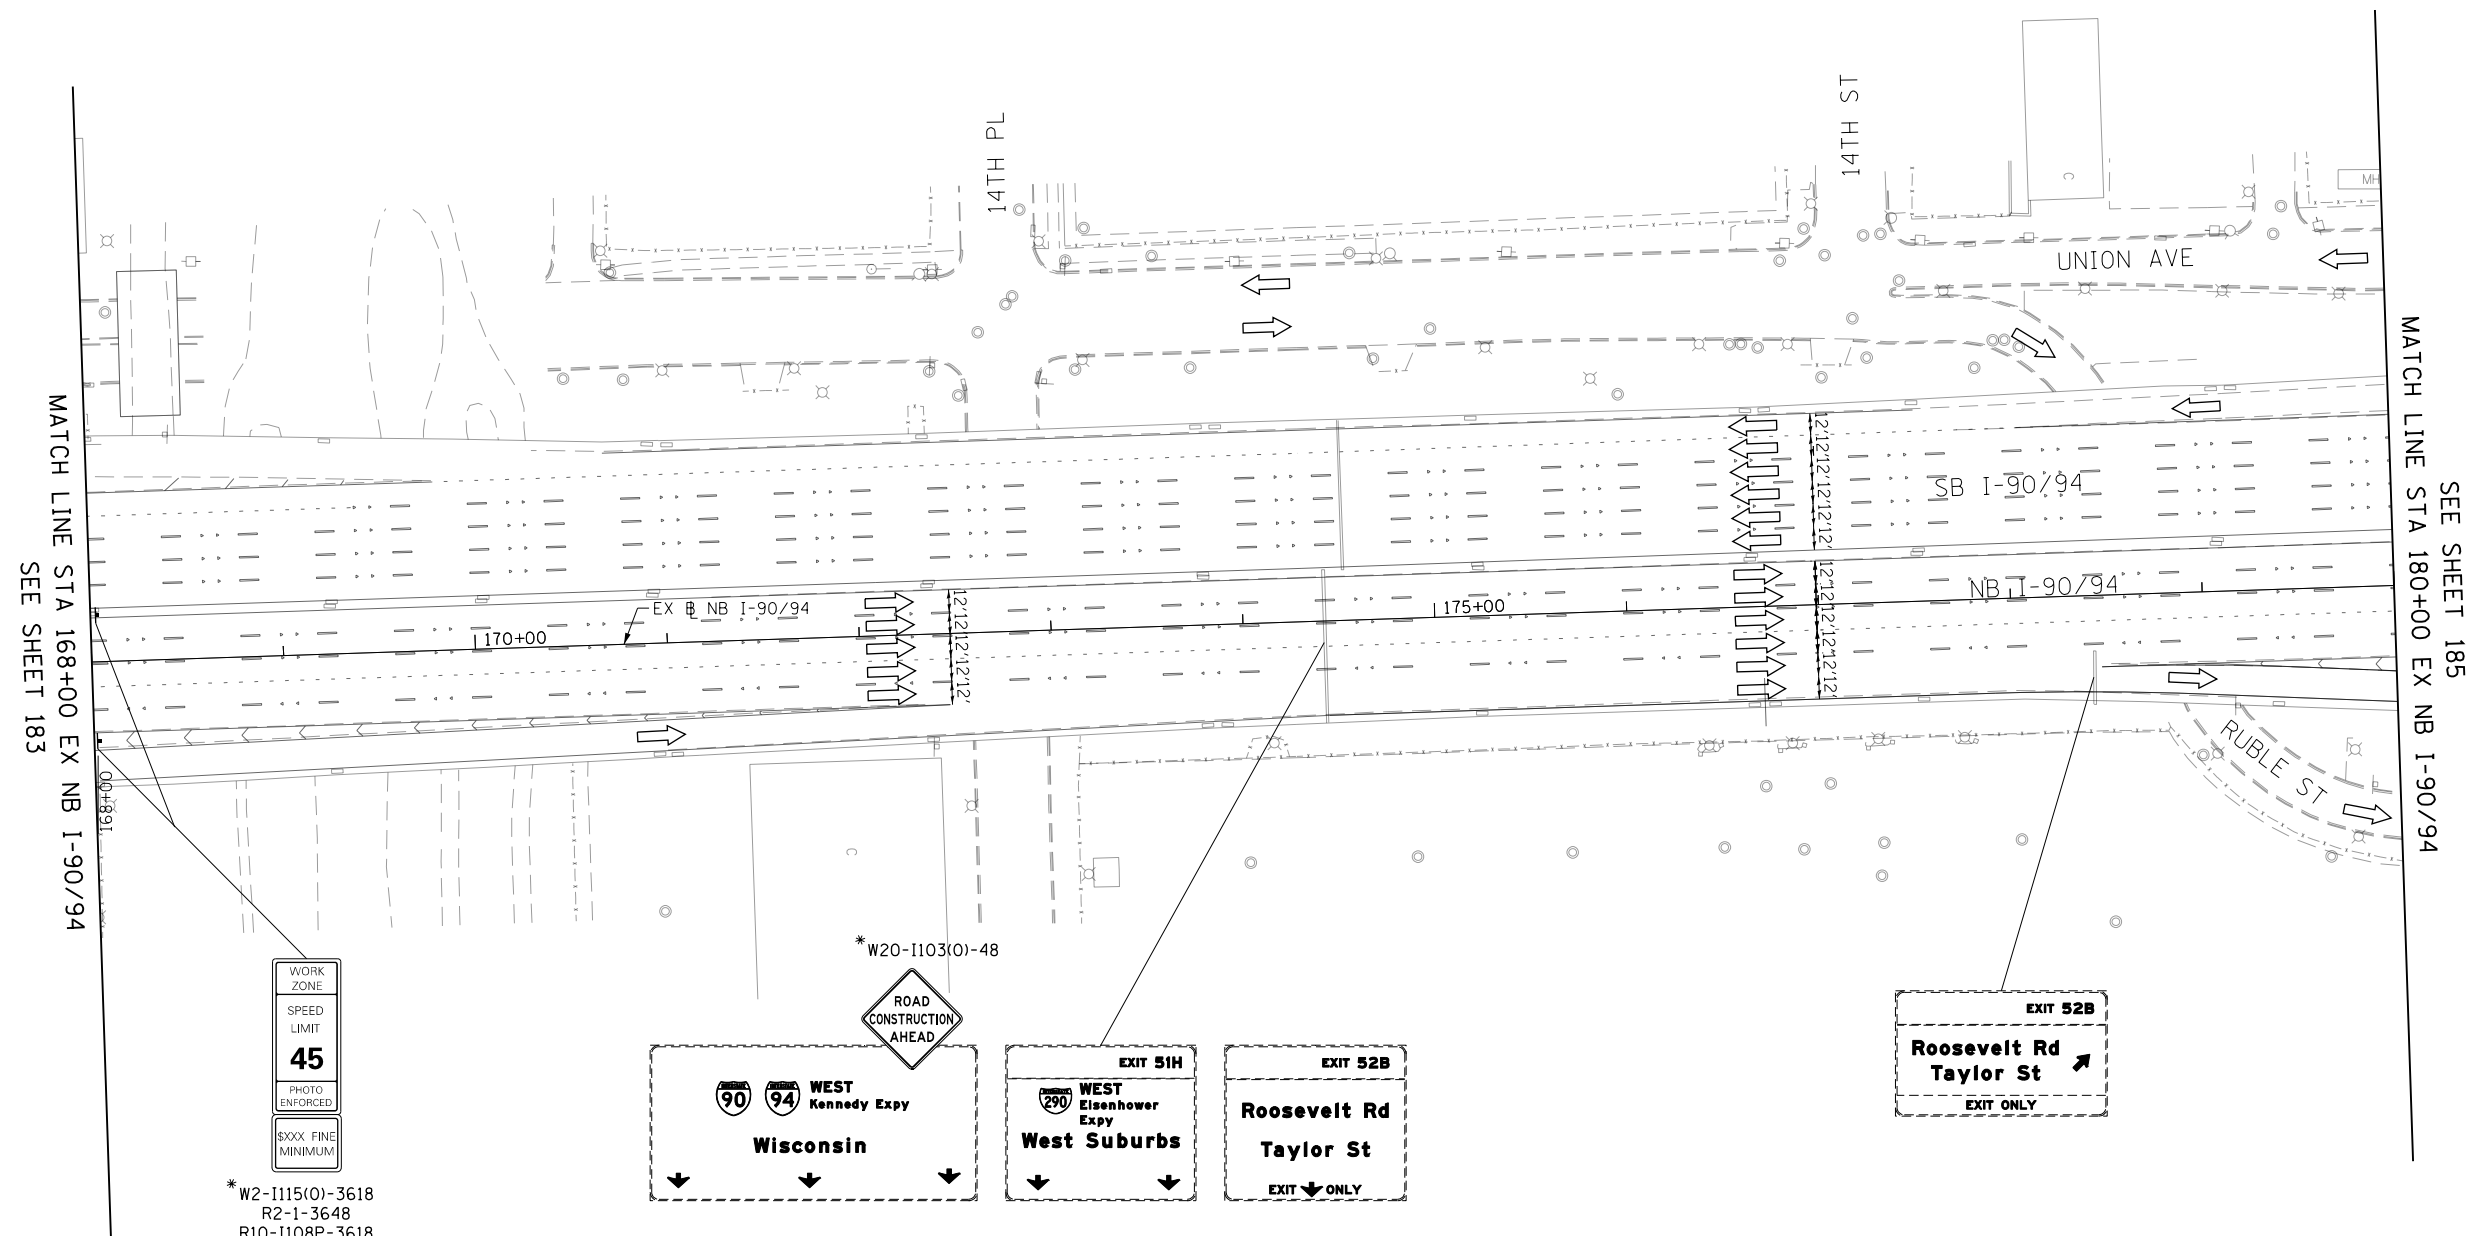 14TH PL
14TH ST
UNION AVE
MH
C
MATCH LINE STA 168+00 EX NB I-90/94
SEE SHEET 183
SEE SHEET 185
MATCH LINE STA 180+00 EX NB I-90/94
12'12'12'12'12'12'
SB I-90/94
12'12'12'12'12'
12'12'12'12'12'12'
NB I-90/94
EX ℄ NB I-90/94
170+00
175+00
168+00
RUBLE ST
C
WORK
ZONE
SPEED
LIMIT
45
PHOTO
ENFORCED
$XXX FINE
MINIMUM
*W2-I115(O)-3618
R2-1-3648
R10-I108P-3618
*W20-I103(O)-48
ROAD
CONSTRUCTION
AHEAD
90 94 WEST
Kennedy Expy
Wisconsin
EXIT 51H
290 WEST
Eisenhower
Expy
West Suburbs
EXIT 52B
Roosevelt Rd
Taylor St
EXIT ONLY
EXIT 52B
Roosevelt Rd
Taylor St
EXIT ONLY